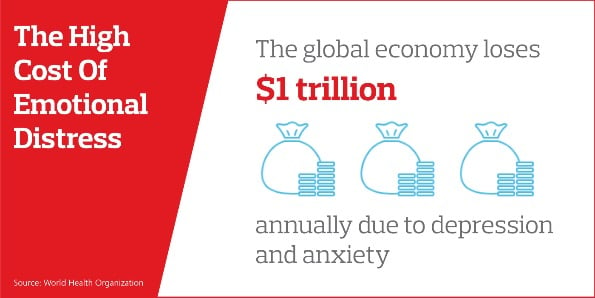 The High
Cost Of
Emotional
Distress
The global economy loses
$1 trillion
annually due to depression
and anxiety
Source: World Health Organization